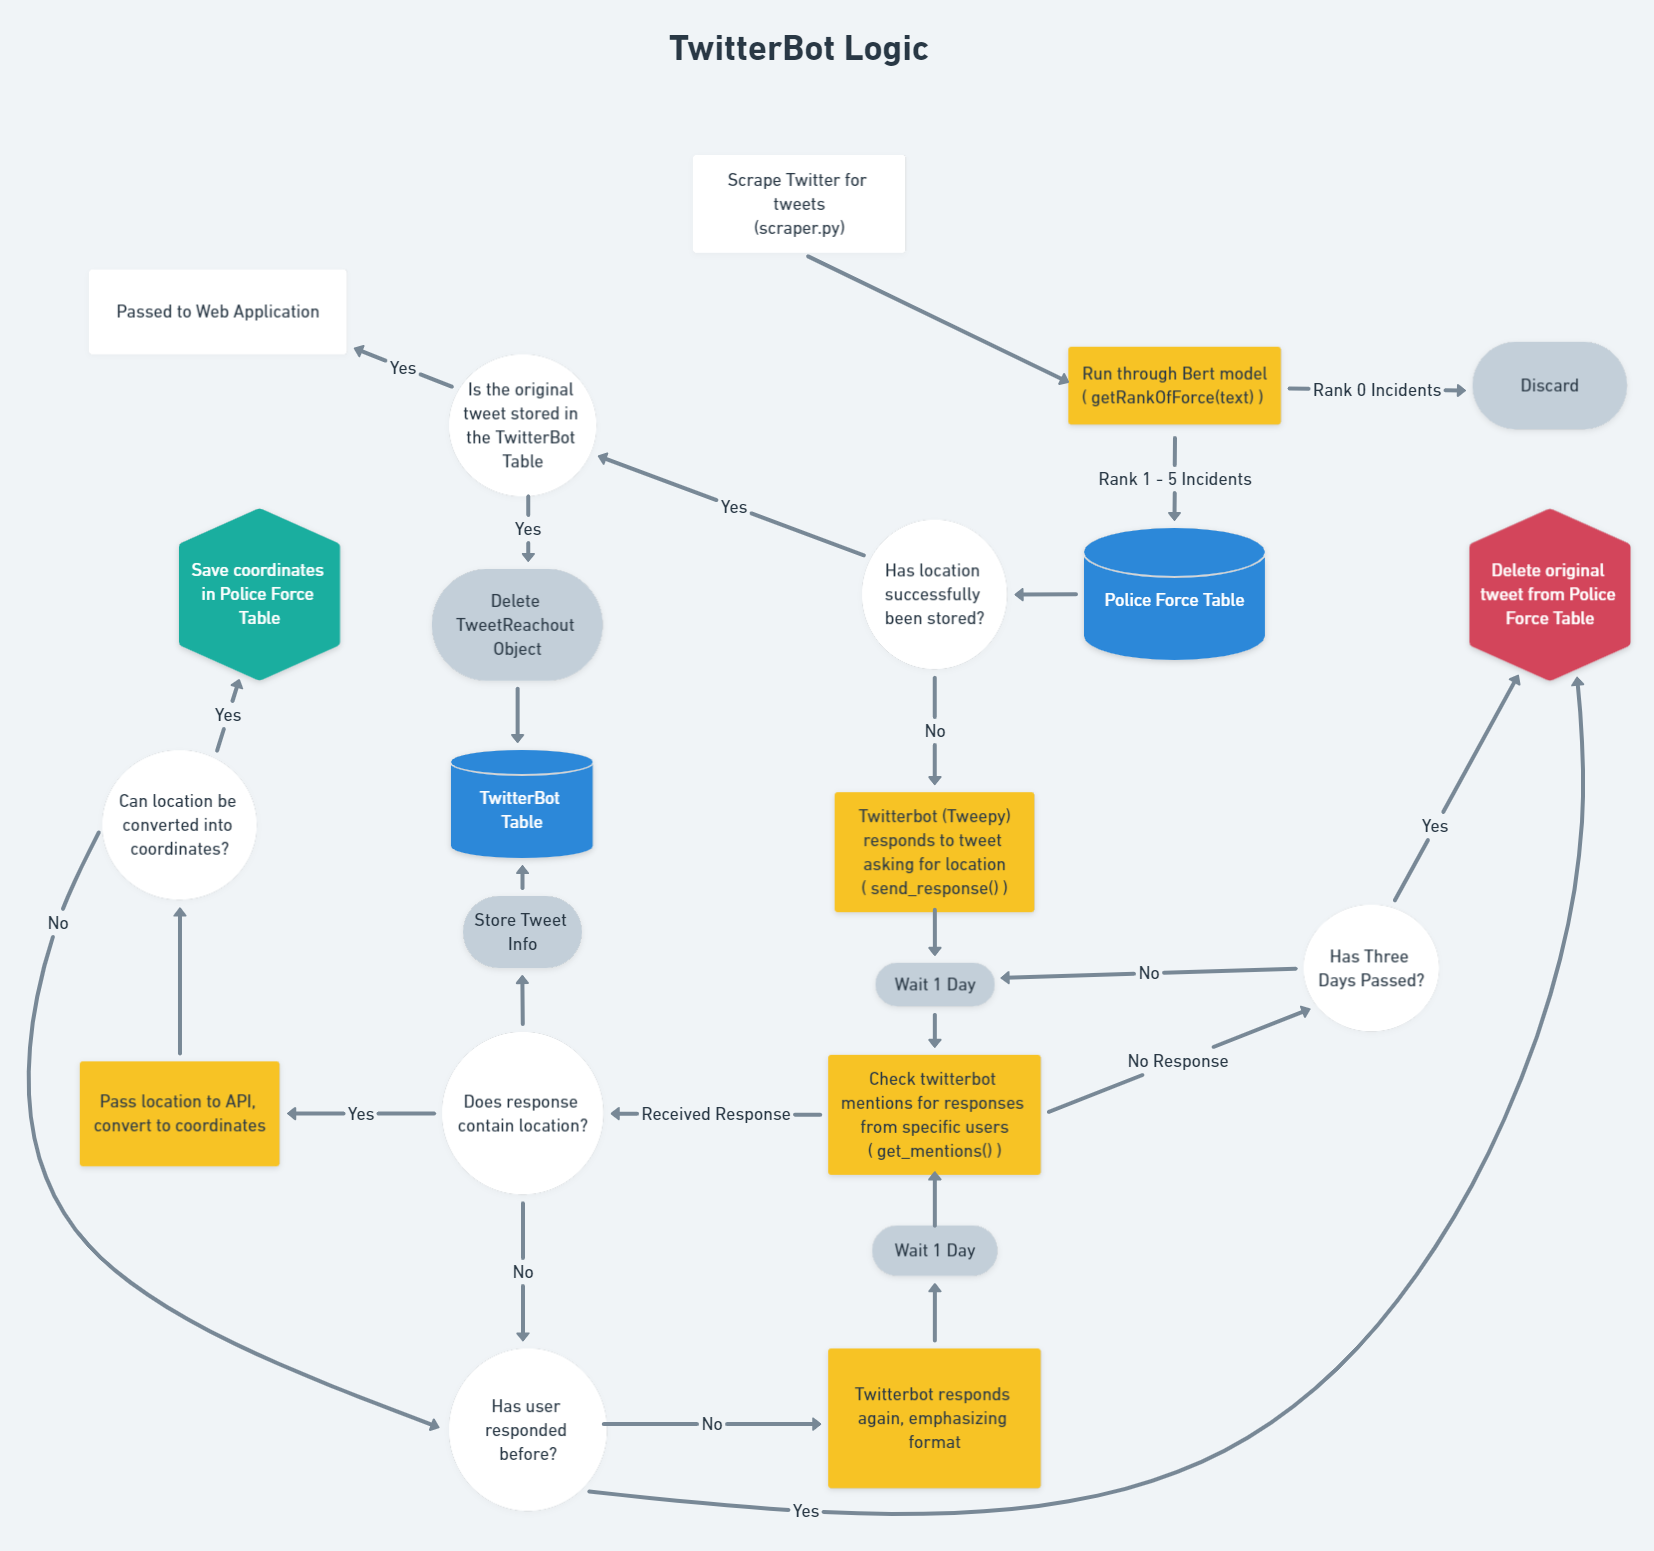 TwitterBot Logic
Scrape Twitter for
tweets
(scraper.py)
Passed to Web Application
Yes
Is the original
tweet stored in
the TwitterBot
Table
Run through Bert model
( getRankOfForce(text) )
Rank 0 Incidents
Discard
Rank 1 - 5 Incidents
Yes
Yes
Save coordinates
in Police Force
Table
Delete
TweetReachout
Object
Has location
successfully
been stored?
Police Force Table
Delete original
tweet from Police
Force Table
Yes
No
Can location be
converted into
coordinates?
TwitterBot
Table
Twitterbot (Tweepy)
responds to tweet
asking for location
( send_response() )
Yes
No
Store Tweet
Info
Wait 1 Day
No
Has Three
Days Passed?
No Response
Pass location to API,
convert to coordinates
Yes
Does response
contain location?
Received Response
Check twitterbot
mentions for responses
from specific users
( get_mentions() )
Wait 1 Day
No
Has user
responded
before?
No
Twitterbot responds
again, emphasizing
format
Yes